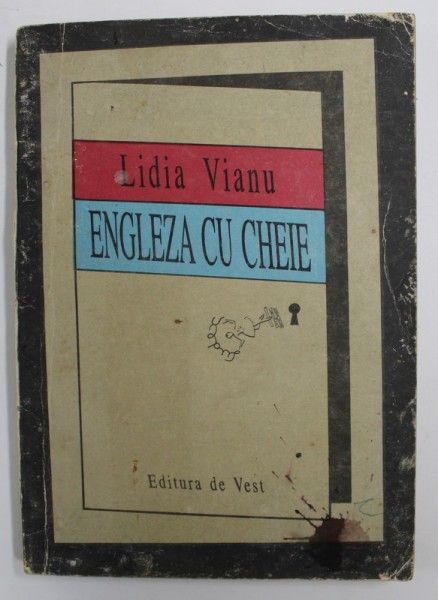 Lidia Vianu
ENGLEZA CU CHEIE
Editura de Vest